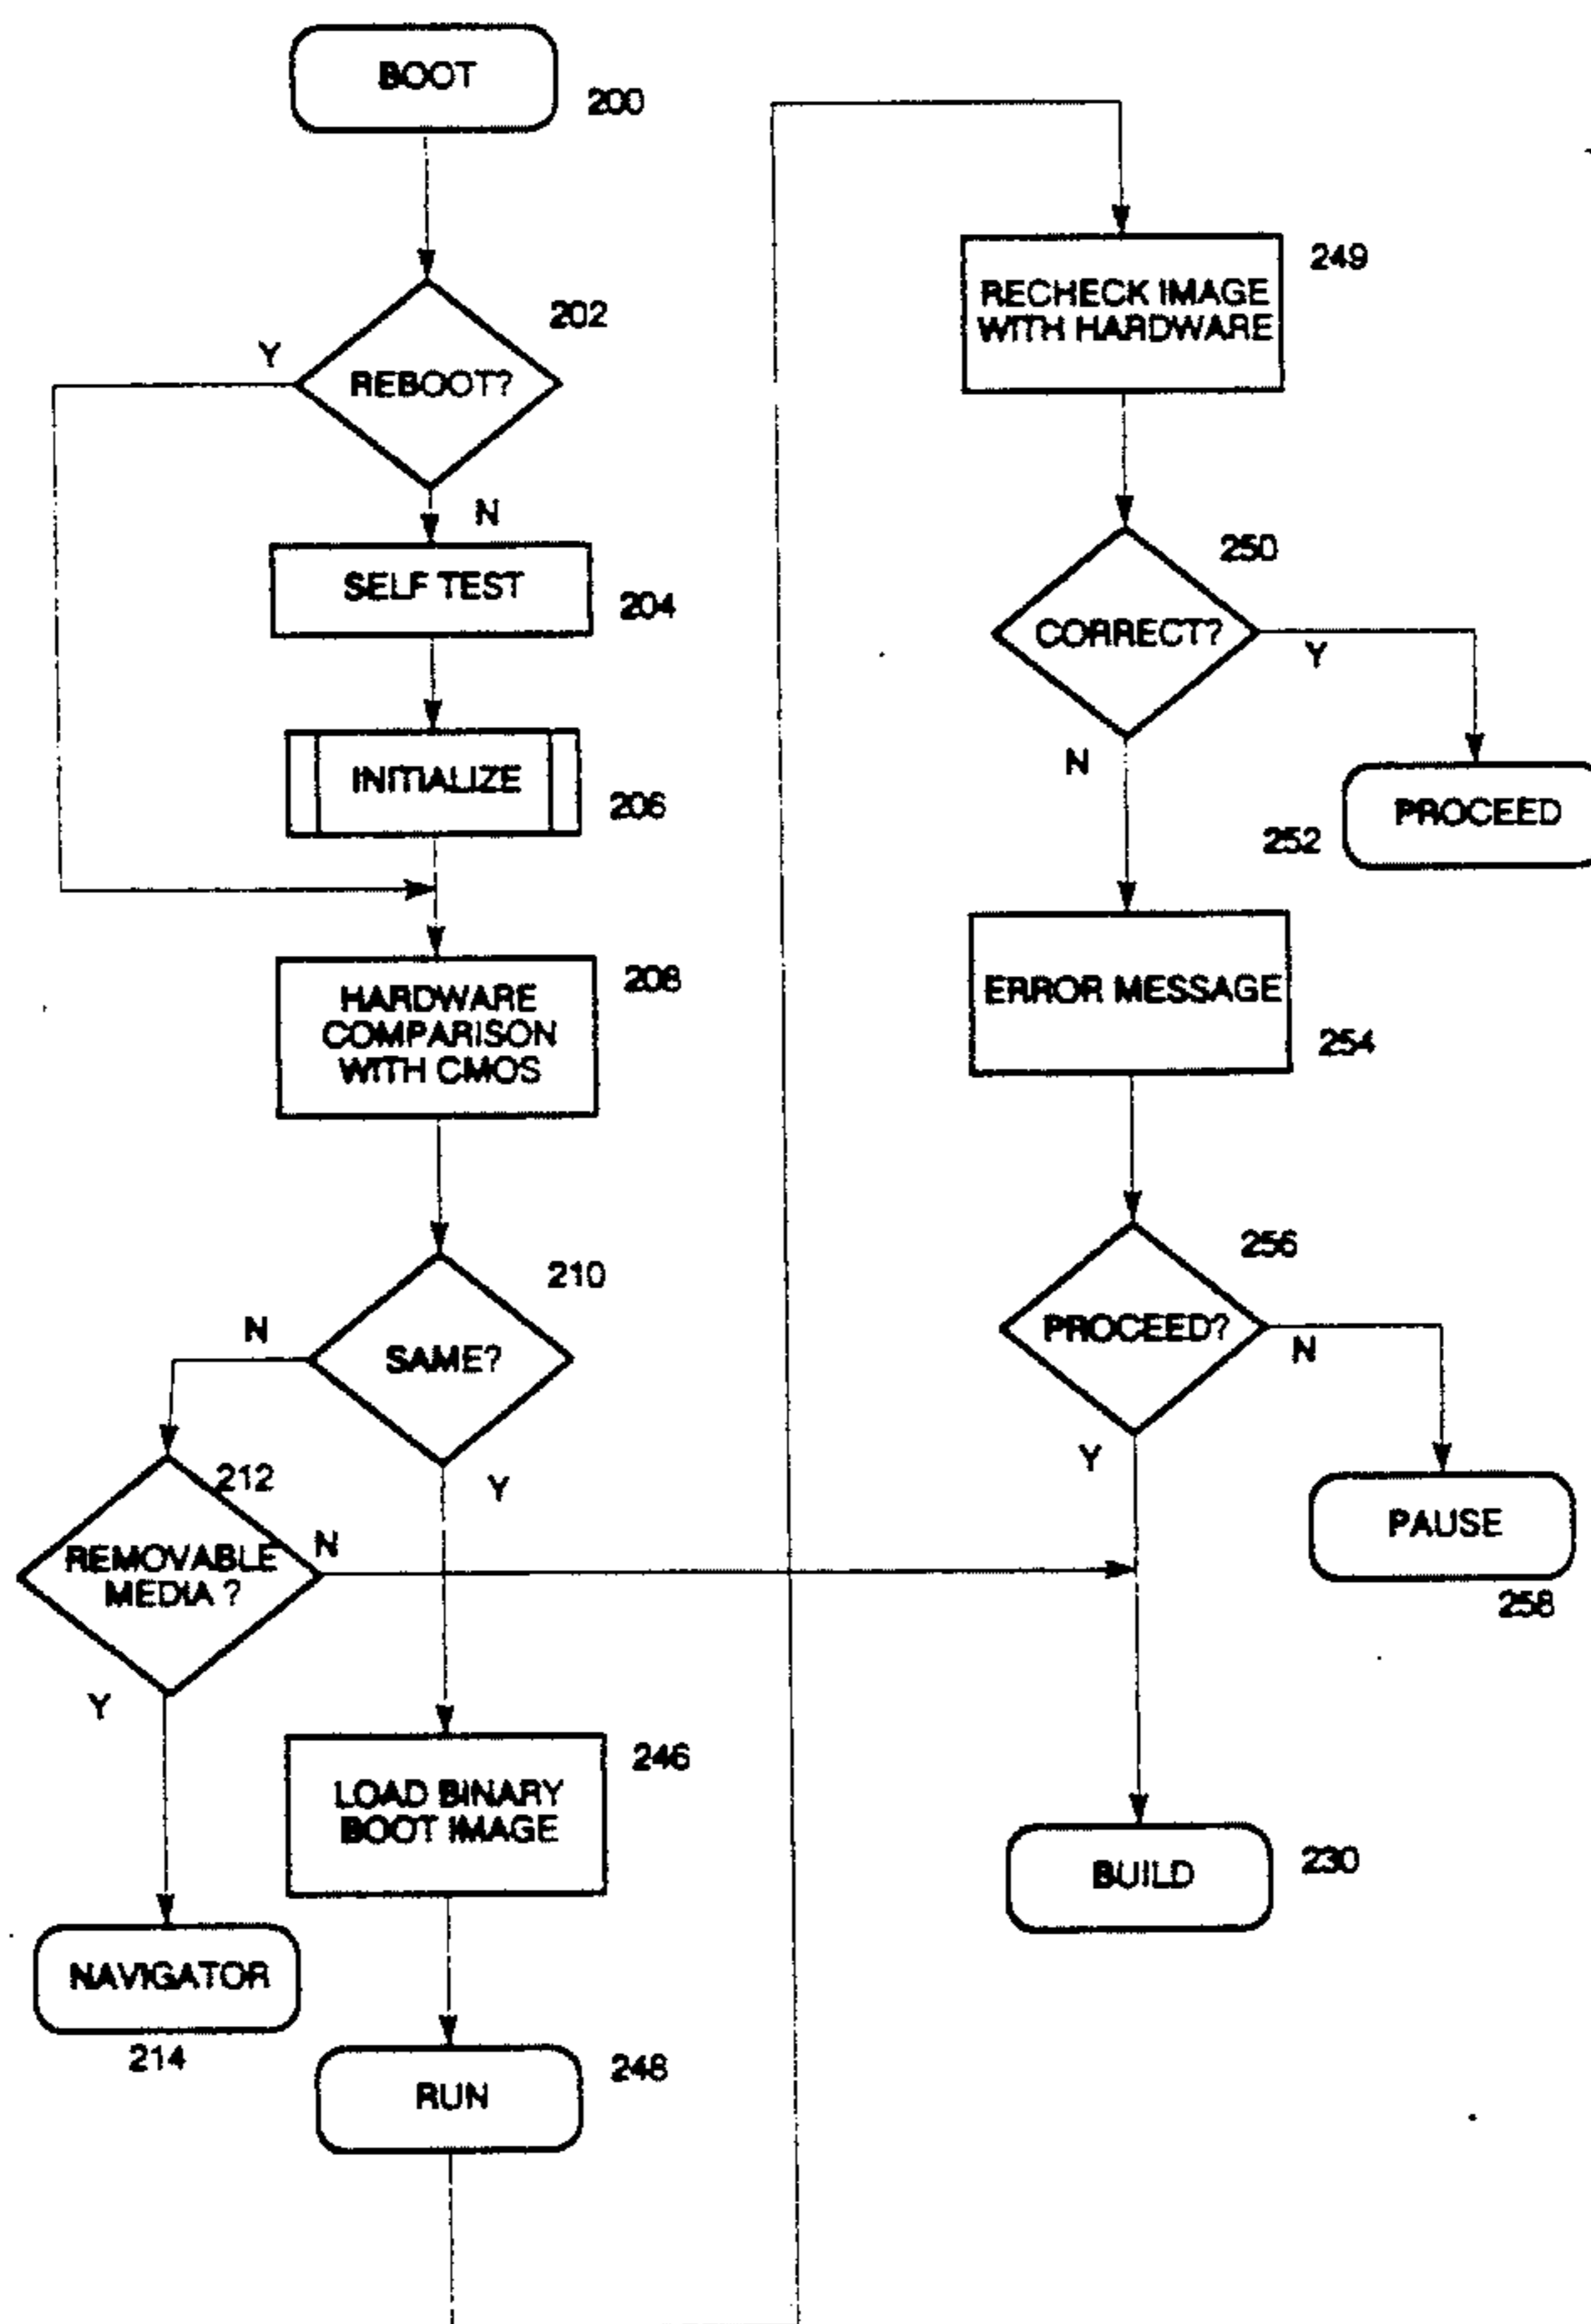 BOOT
200
202
Y
REBOOT?
N
SELF TEST
204
INITIALIZE
206
208
HARDWARE
COMPARISON
WITH CMOS
210
N
SAME?
Y
212
REMOVABLE
MEDIA ?
N
Y
246
LOAD BINARY
BOOT IMAGE
NAVIGATOR
214
248
RUN
249
RECHECK IMAGE
WITH HARDWARE
250
CORRECT?
Y
N
PROCEED
252
ERROR MESSAGE
254
256
PROCEED?
N
Y
PAUSE
258
BUILD
230